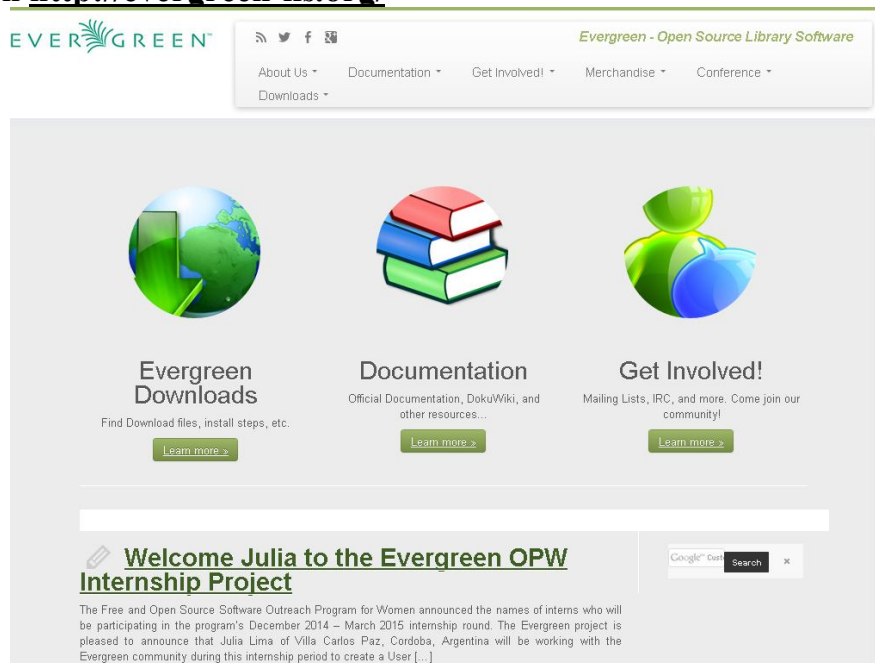 http://evergreen-ils.org/
EVERGREEN
Evergreen - Open Source Library Software
About Us Documentation Get Involved! Merchandise Conference
Downloads
Evergreen
Downloads
Find Download files, install steps, etc.
Learn more »
Documentation
Official Documentation, DokuWiki, and
other resources...
Learn more »
Get Involved!
Mailing Lists, IRC, and more. Come join our
community!
Learn more »
Welcome Julia to the Evergreen OPW
Internship Project
Google™ Search ×
The Free and Open Source Software Outreach Program for Women announced the names of interns who will
be participating in the program's December 2014 – March 2015 internship round. The Evergreen project is
pleased to announce that Julia Lima of Villa Carlos Paz, Cordoba, Argentina will be working with the
Evergreen community during this internship period to create a User [...]